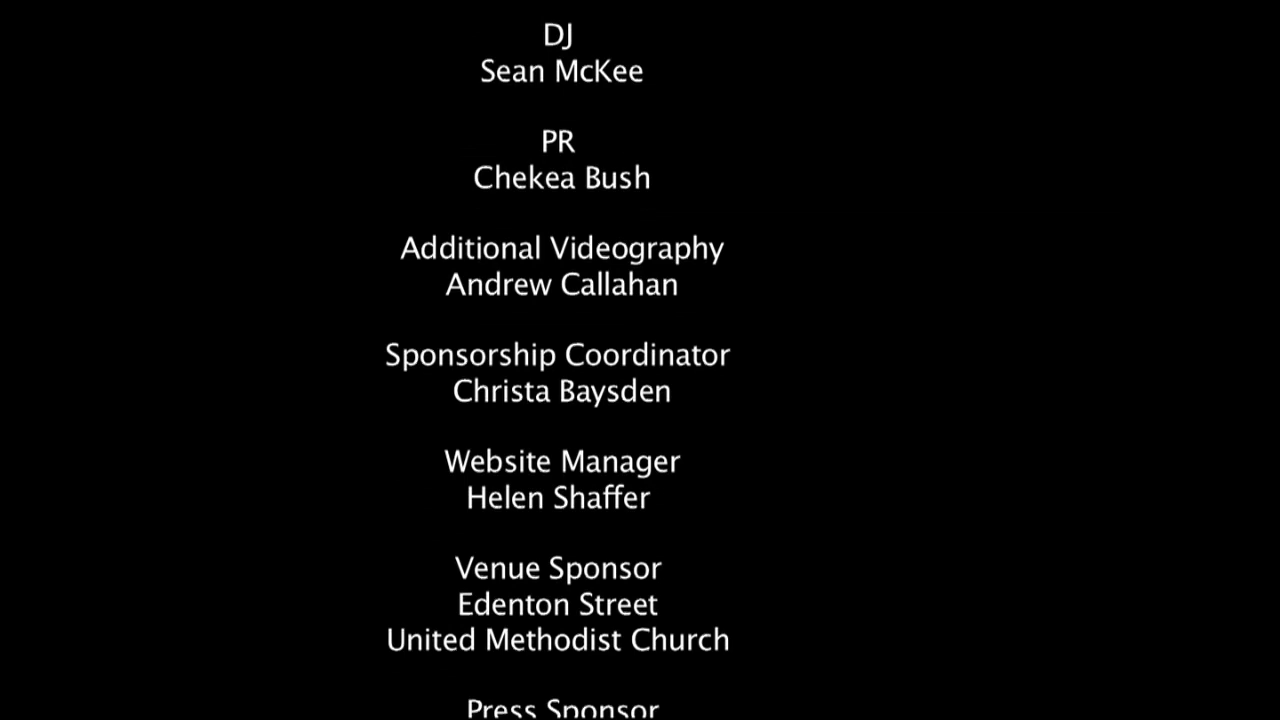 DJ
Sean McKee
PR
Chekea Bush
Additional Videography
Andrew Callahan
Sponsorship Coordinator
Christa Baysden
Website Manager
Helen Shaffer
Venue Sponsor
Edenton Street
United Methodist Church
Press Sponsor